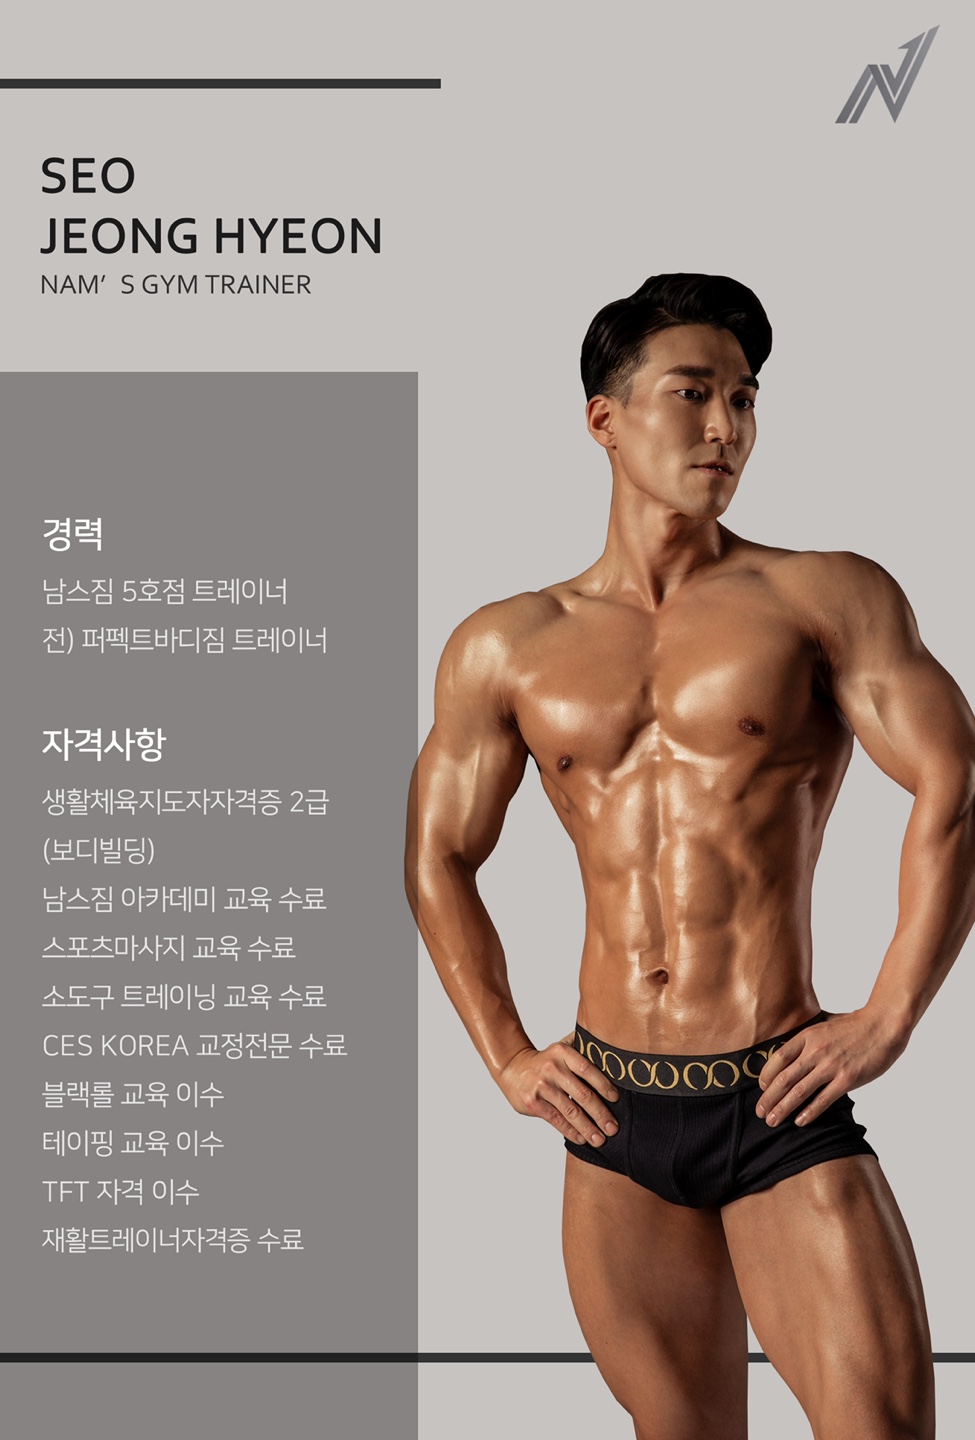 SEO
JEONG HYEON
NAM’ S GYM TRAINER
경력
남스짐 5호점 트레이너
전) 퍼펙트바디짐 트레이너
자격사항
생활체육지도자자격증 2급
(보디빌딩)
남스짐 아카데미 교육 수료
스포츠마사지 교육 수료
소도구 트레이닝 교육 수료
CES KOREA 교정전문 수료
블랙롤 교육 이수
테이핑 교육 이수
TFT 자격 이수
재활트레이너자격증 수료